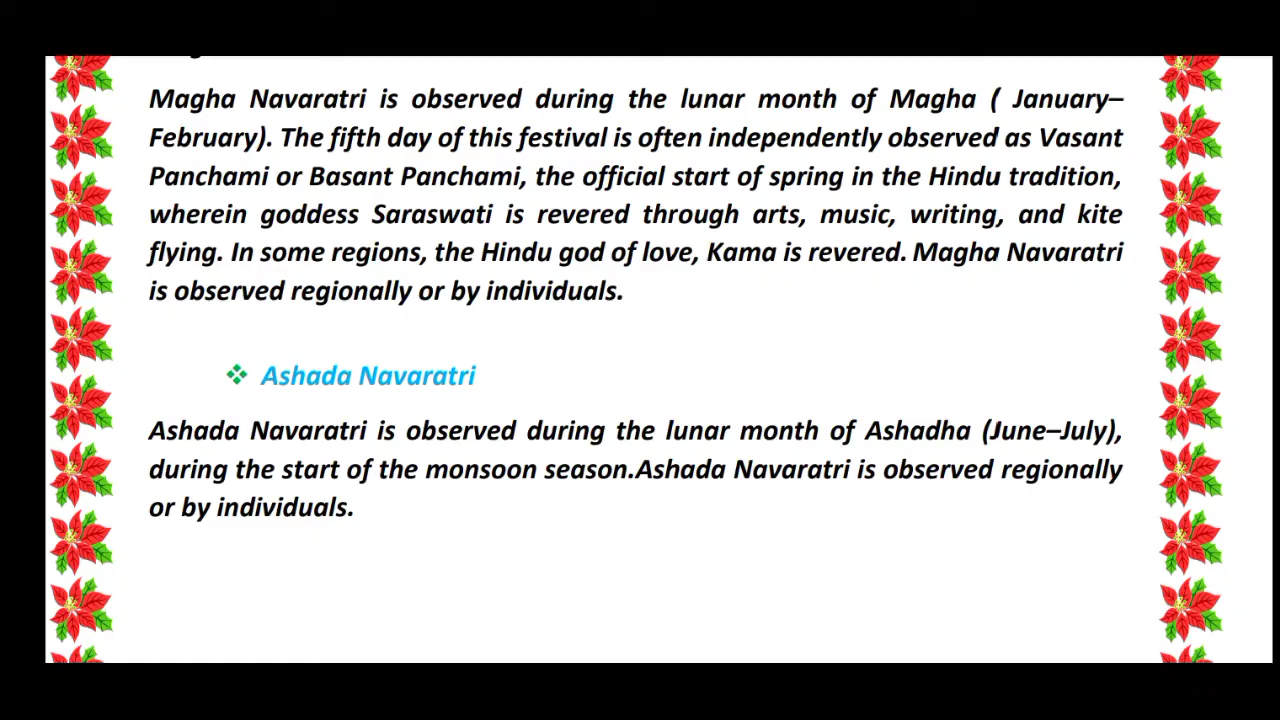 Magha Navaratri is observed during the lunar month of Magha ( January–
February). The fifth day of this festival is often independently observed as Vasant
Panchami or Basant Panchami, the official start of spring in the Hindu tradition,
wherein goddess Saraswati is revered through arts, music, writing, and kite
flying. In some regions, the Hindu god of love, Kama is revered. Magha Navaratri
is observed regionally or by individuals.
❖ Ashada Navaratri
Ashada Navaratri is observed during the lunar month of Ashadha (June–July),
during the start of the monsoon season.Ashada Navaratri is observed regionally
or by individuals.